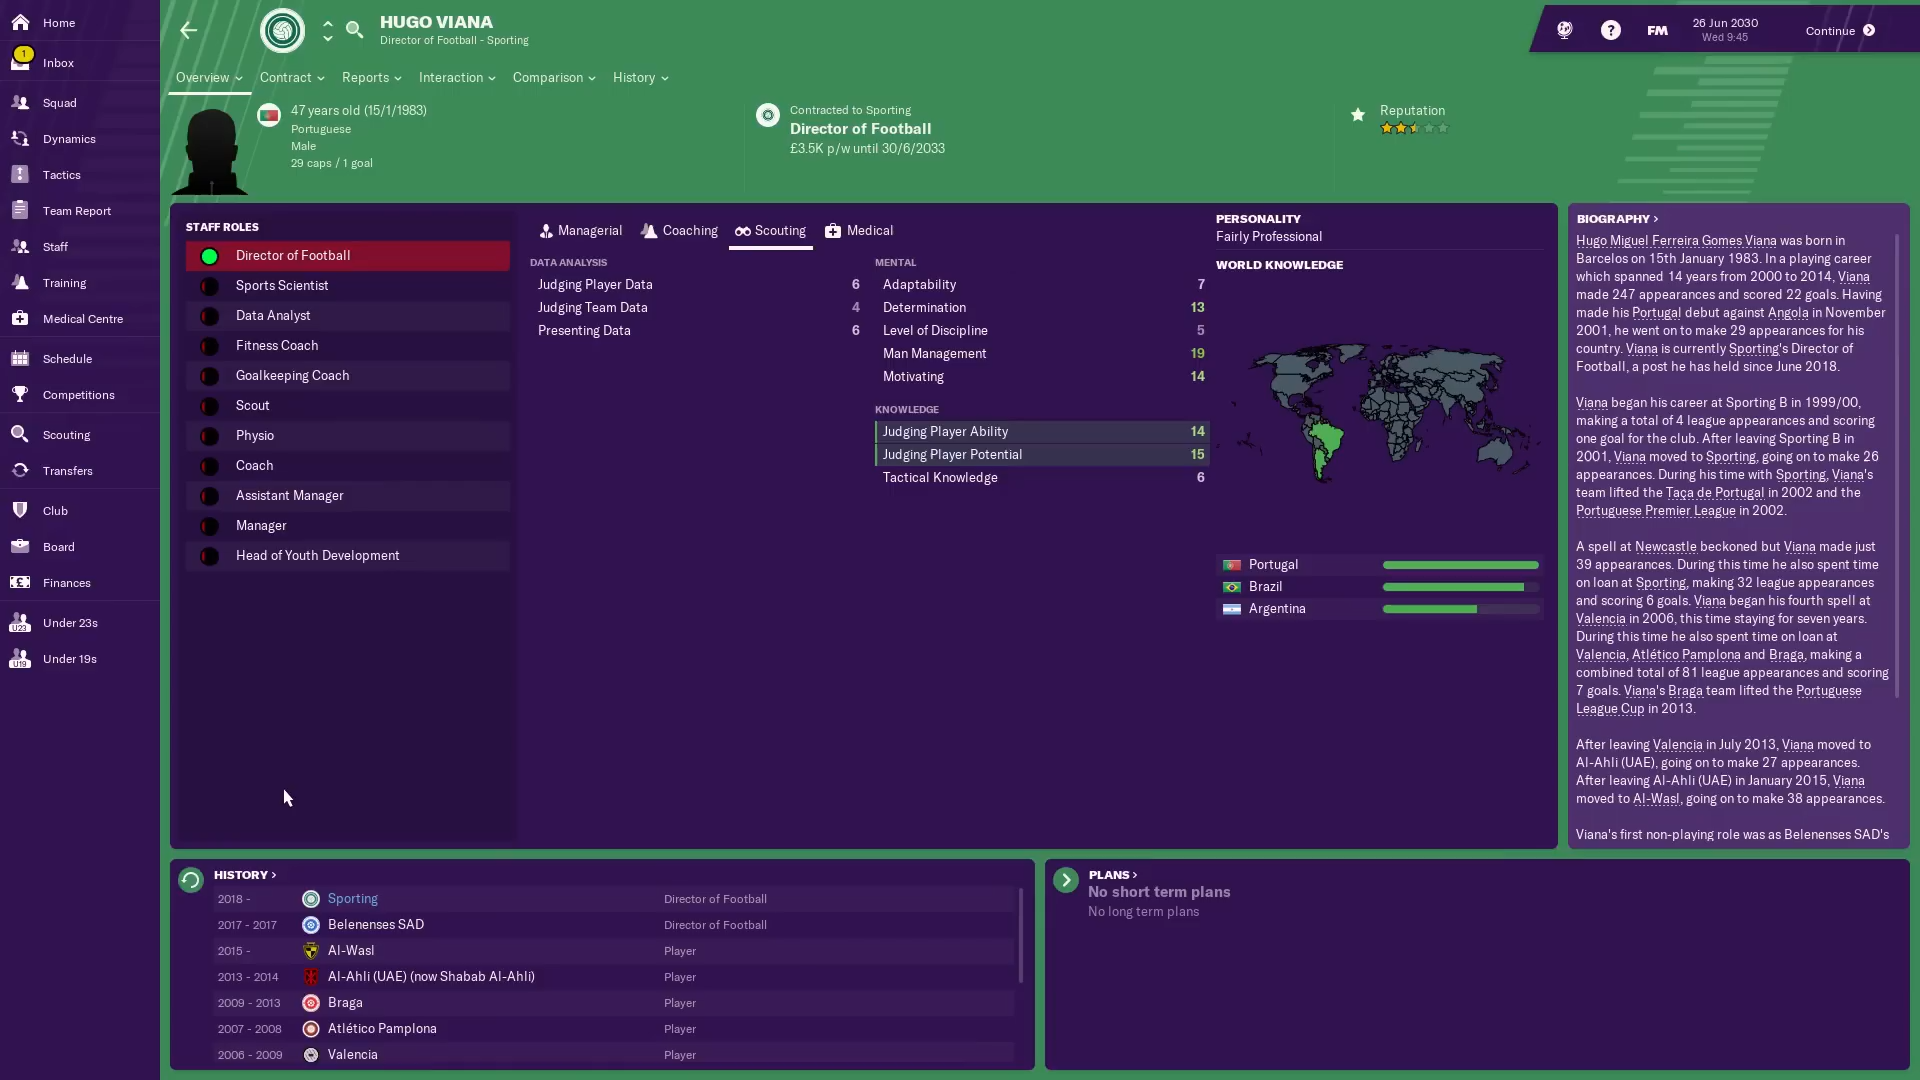 Home
1
Inbox
Squad
Dynamics
Tactics
Team Report
Staff
Training
Medical Centre
Schedule
Competitions
Scouting
Transfers
Club
Board
Finances
U23
Under 23s
U19
Under 19s
HUGO VIANA
Director of Football - Sporting
?
FM
26 Jun 2030
Wed 9:45
Continue
Overview
Contract
Reports
Interaction
Comparison
History
47 years old (15/1/1983)
Portuguese
Male
29 caps / 1 goal
Contracted to Sporting
Director of Football
£3.5K p/w until 30/6/2033
Reputation
STAFF ROLES
Director of Football
Sports Scientist
Data Analyst
Fitness Coach
Goalkeeping Coach
Scout
Physio
Coach
Assistant Manager
Manager
Head of Youth Development
Managerial
Coaching
Scouting
Medical
DATA ANALYSIS
Judging Player Data 6
Judging Team Data 4
Presenting Data 6
MENTAL
Adaptability 7
Determination 13
Level of Discipline 5
Man Management 19
Motivating 14
KNOWLEDGE
Judging Player Ability 14
Judging Player Potential 15
Tactical Knowledge 6
PERSONALITY
Fairly Professional
WORLD KNOWLEDGE
Portugal
Brazil
Argentina
BIOGRAPHY >
Hugo Miguel Ferreira Gomes Viana was born in
Barcelos on 15th January 1983. In a playing career
which spanned 14 years from 2000 to 2014, Viana
made 247 appearances and scored 22 goals. Having
made his Portugal debut against Angola in November
2001, he went on to make 29 appearances for his
country. Viana is currently Sporting's Director of
Football, a post he has held since June 2018.
Viana began his career at Sporting B in 1999/00,
making a total of 4 league appearances and scoring
one goal for the club. After leaving Sporting B in
2001, Viana moved to Sporting, going on to make 26
appearances. During his time with Sporting, Viana's
team lifted the Taça de Portugal in 2002 and the
Portuguese Premier League in 2002.
A spell at Newcastle beckoned but Viana made just
39 appearances. During this time he also spent time
on loan at Sporting, making 32 league appearances
and scoring 6 goals. Viana began his fourth spell at
Valencia in 2006, this time staying for seven years.
During this time he also spent time on loan at
Valencia, Atlético Pamplona and Braga, making a
combined total of 81 league appearances and scoring
7 goals. Viana's Braga team lifted the Portuguese
League Cup in 2013.
After leaving Valencia in July 2013, Viana moved to
Al-Ahli (UAE), going on to make 27 appearances.
After leaving Al-Ahli (UAE) in January 2015, Viana
moved to Al-Wasl, going on to make 38 appearances.
Viana's first non-playing role was as Belenenses SAD's
HISTORY >
2018 - Sporting Director of Football
2017 - 2017 Belenenses SAD Director of Football
2015 - Al-Wasl Player
2013 - 2014 Al-Ahli (UAE) (now Shabab Al-Ahli) Player
2009 - 2013 Braga Player
2007 - 2008 Atlético Pamplona Player
2006 - 2009 Valencia Player
PLANS >
No short term plans
No long term plans